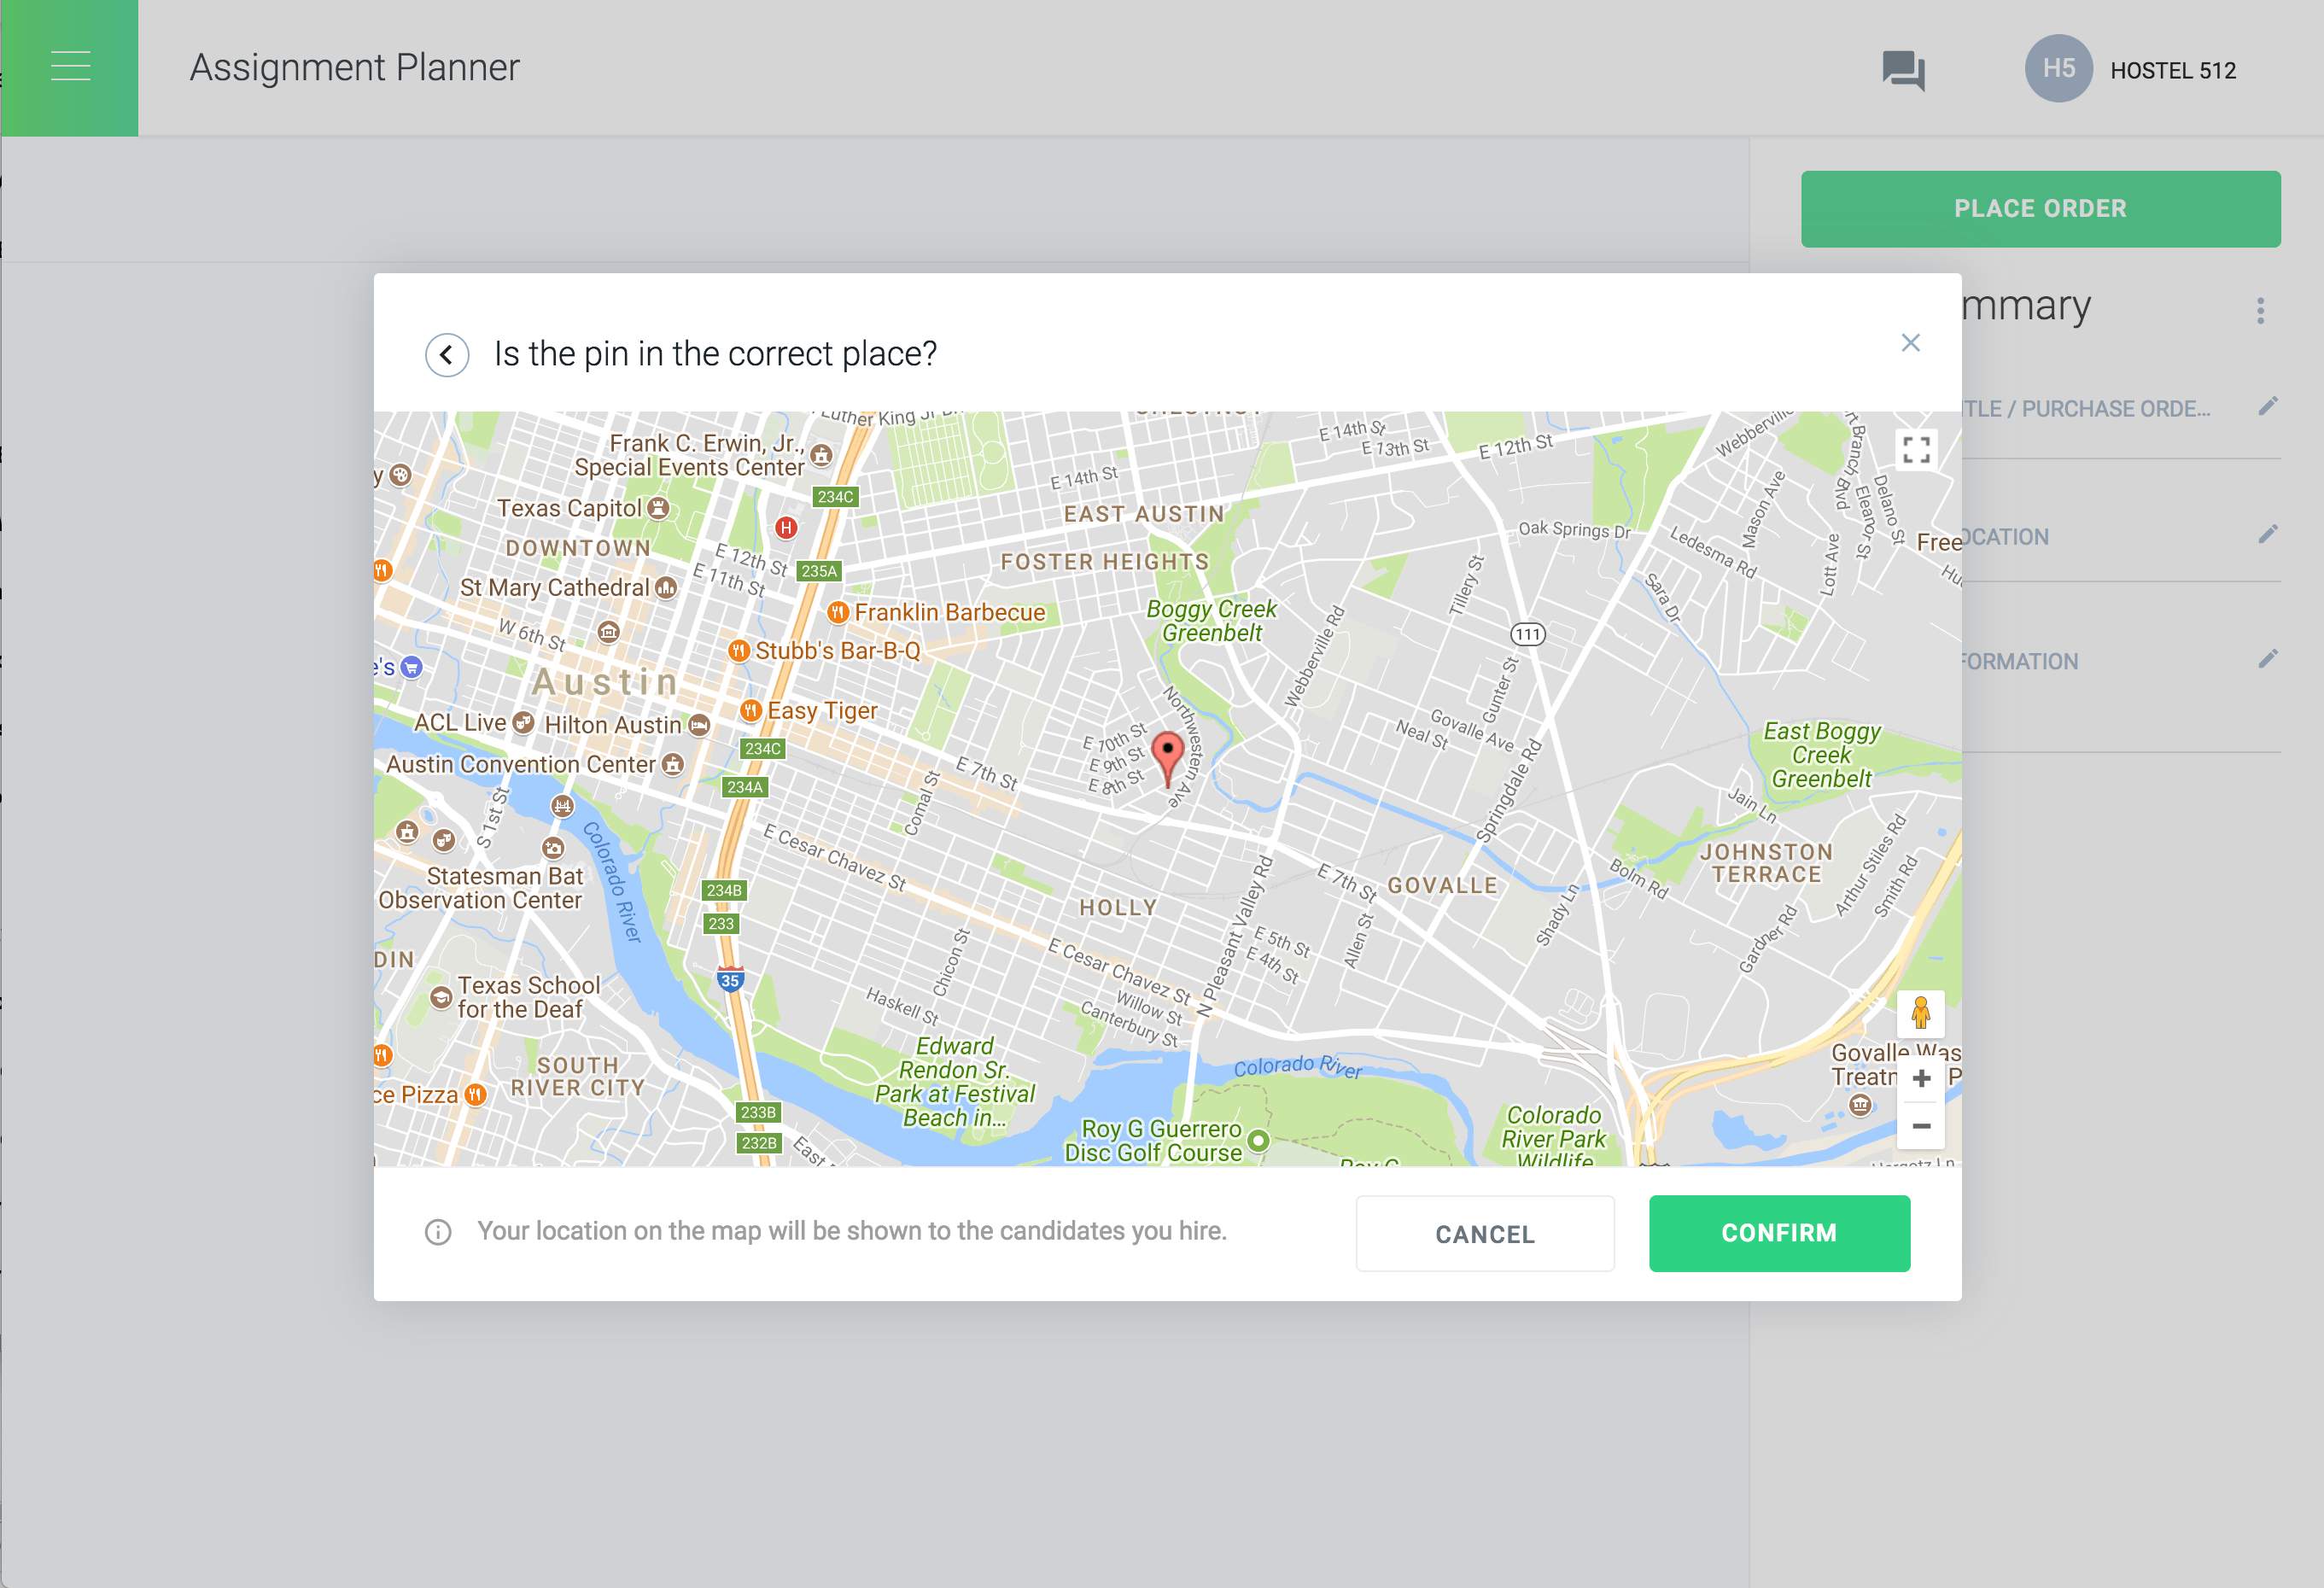 Assignment Planner
H5 HOSTEL 512
PLACE ORDER
mmary
TLE / PURCHASE ORDE...
OCATION
FORMATION
Is the pin in the correct place?
Luther King Jr
Frank C. Erwin, Jr.,
Special Events Center
Texas Capitol
H
DOWNTOWN
St Mary Cathedral
W 6th St
E 12th St
E 11th St
234C
235A
Franklin Barbecue
Stubb's Bar-B-Q
Austin
ACL Live
Hilton Austin
Easy Tiger
Austin Convention Center
234C
234A
E 7th St
Comal St
E 14th St
E 14th St
E 13th St
E 12th St
EAST AUSTIN
FOSTER HEIGHTS
Boggy Creek
Greenbelt
Webberville Rd
Northwestern Ave
E 10th St
E 9th St
E 8th St
Oak Springs Dr
Tillery St
111
Gunter St
Govalle Ave
Neal St
Springdale Rd
Webberville
Mason Ave
Ledesma Rd
Sara Dr
Lott Ave
Eleanor St
Delano St
Free
East Boggy
Creek
Greenbelt
Jain Ln
JOHNSTON
TERRACE
Bolm Rd
Arthur Stiles Rd
Smith Rd
Gardner Rd
Shady Ln
GOVALLE
E 7th St
Allen St
S 1st St
Colorado River
Statesman Bat
Observation Center
DIN
Texas School
for the Deaf
SOUTH
RIVER CITY
ce Pizza
E Cesar Chavez St
234B
233
35
HOLLY
N Pleasant Valley Rd
E 5th St
E 4th St
E Cesar Chavez St
Willow St
Canterbury St
Chicon St
Haskell St
Edward
Rendon Sr.
Park at Festival
Beach in...
233B
232B
East
Colorado River
Roy G Guerrero
Disc Golf Course
Colorado
River Park
Wildlife
Govalle Was
Treatm
Your location on the map will be shown to the candidates you hire.
CANCEL
CONFIRM